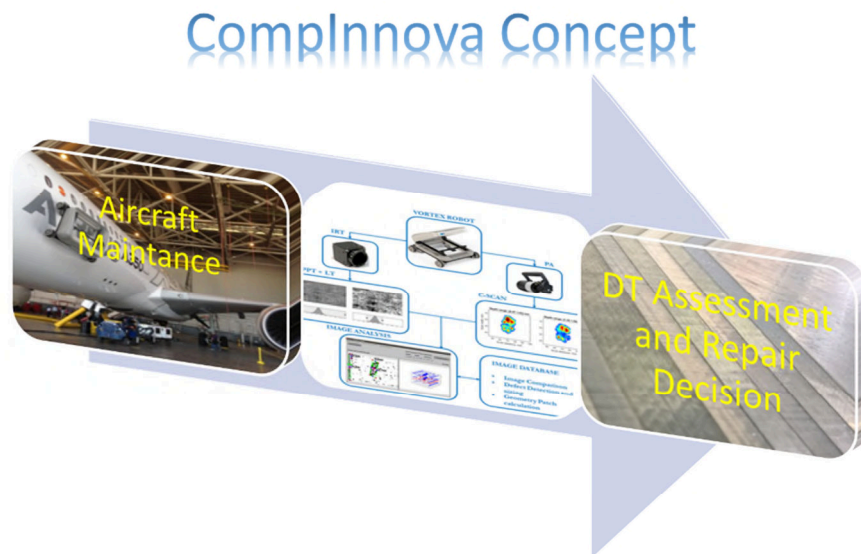 CompInnova Concept
Aircraft
Maintance
VORTEX ROBOT
IRT
PA
PPT + LT
C-SCAN
IMAGE ANALYSIS
IMAGE DATABASE
• Image Comparison
• Defect Detection and
sizing
• Geometry Patch
calculation
DT Assessment
and Repair
Decision